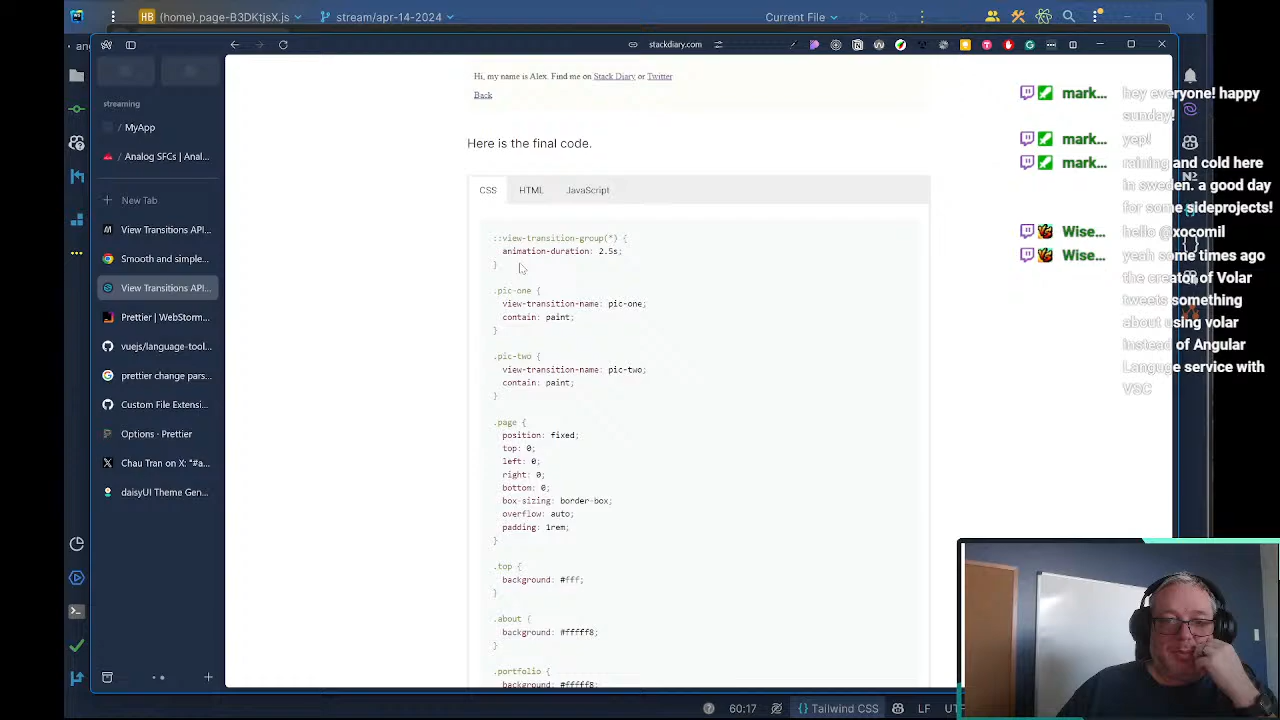 (home).page-B3DKtjsX.js
stream/apr-14-2024
Current File
stackdiary.com
streaming
/ MyApp
/ Analog SFCs | Anal...
New Tab
View Transitions API...
Smooth and simple...
View Transitions API...
Prettier | WebStorm...
vuejs/language-tool...
prettier change pars...
Custom File Extensi...
Options · Prettier
Chau Tran on X: "#a...
daisyUI Theme Gen...
Hi, my name is Alex. Find me on Stack Diary or Twitter
Back
Here is the final code.
CSS HTML JavaScript
::view-transition-group(*) {
animation-duration: 2.5s;
}
.pic-one {
view-transition-name: pic-one;
contain: paint;
}
.pic-two {
view-transition-name: pic-two;
contain: paint;
}
.page {
position: fixed;
top: 0;
left: 0;
right: 0;
bottom: 0;
box-sizing: border-box;
overflow: auto;
padding: 1rem;
}
.top {
background: #fff;
}
.about {
background: #fffff8;
}
.portfolio {
background: #fffff8;
mark... hey everyone! happy
sunday!
mark... yep!
mark... raining and cold here
in sweden. a good day
for some sideprojects!
Wise... hello @xocomil
Wise... yeah some times ago
the creator of Volar
tweets something
about using volar
instead of Angular
Languge service with
VSC
60:17
{} Tailwind CSS
LF